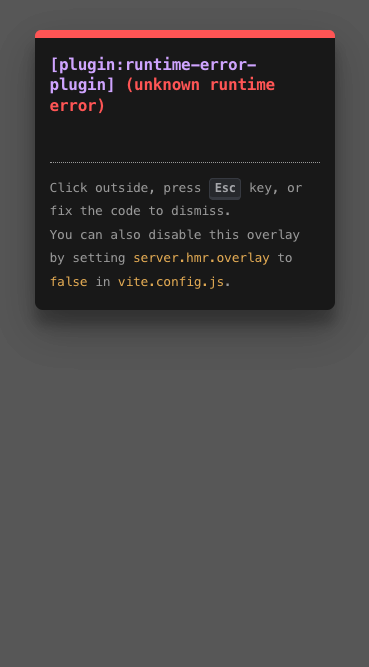 [plugin:runtime-error-
plugin] (unknown runtime
error)
Click outside, press Esc key, or
fix the code to dismiss.
You can also disable this overlay
by setting server.hmr.overlay to
false in vite.config.js.